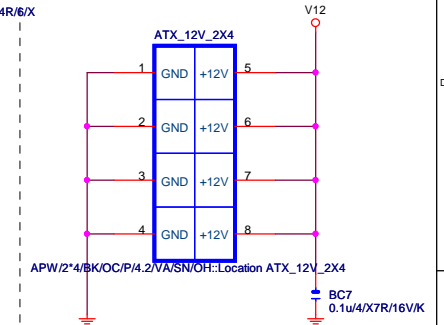 4R/6/X
V12
ATX_12V_2X4
1 GND +12V 5
2 GND +12V 6
3 GND +12V 7
4 GND +12V 8
APW/2*4/BK/OC/P/4.2/VA/SN/OH::Location ATX_12V_2X4
BC7
0.1u/4/X7R/16V/K